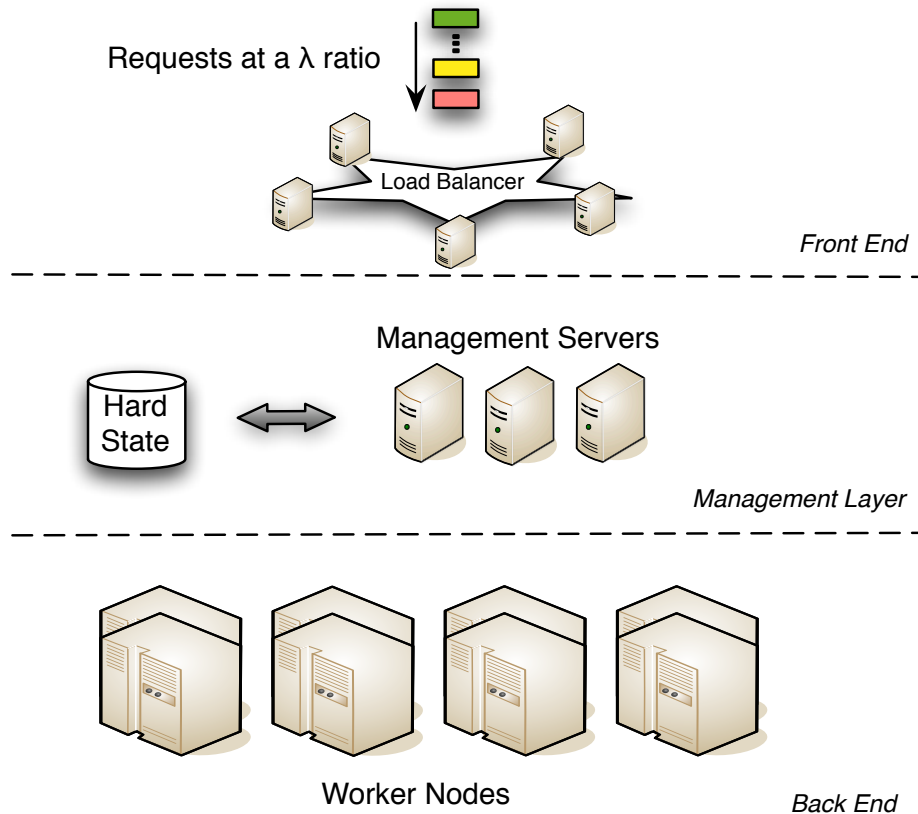 Requests at a λ ratio
Load Balancer
Front End
Management Servers
Hard
State
Management Layer
Worker Nodes
Back End